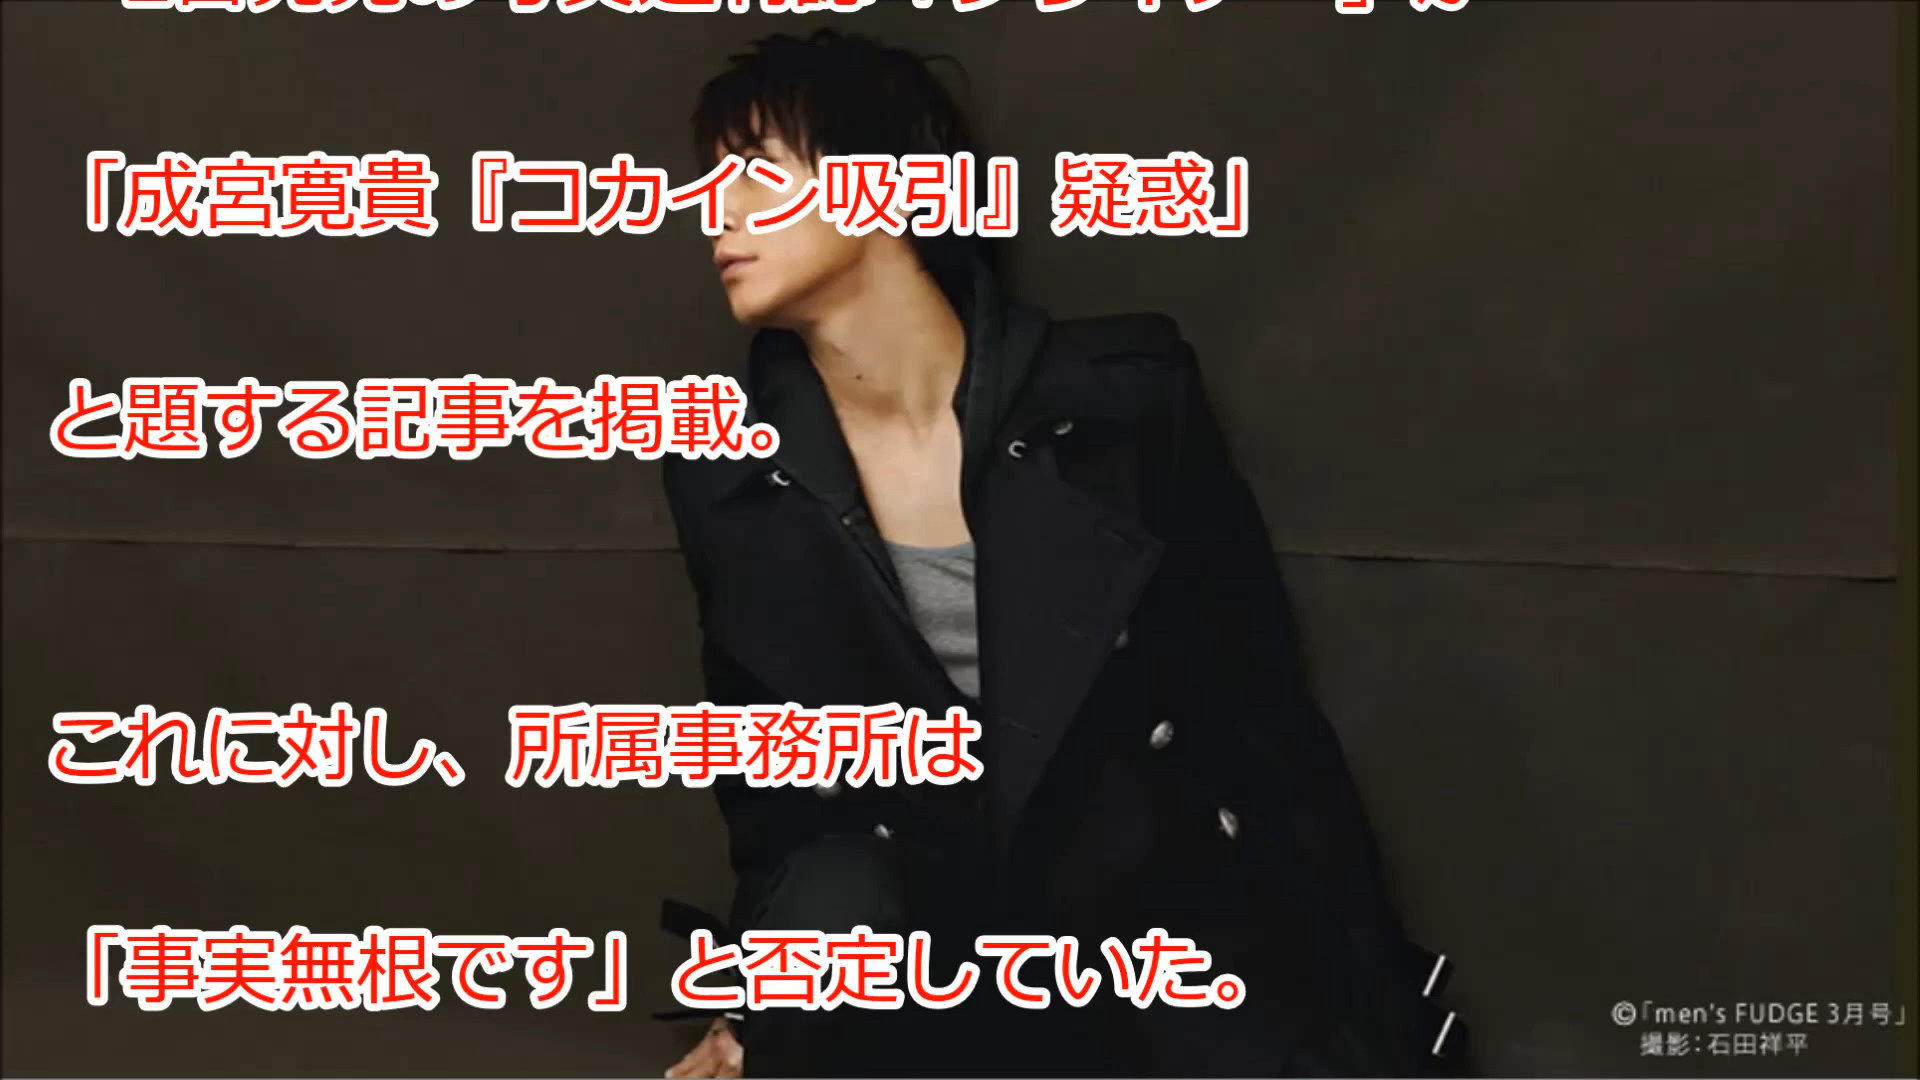 「成宮寛貴『コカイン吸引』疑惑」
と題する記事を掲載。
これに対し、所属事務所は
「事実無根です」と否定していた。
©「men's FUDGE 3月号」
撮影：石田祥平